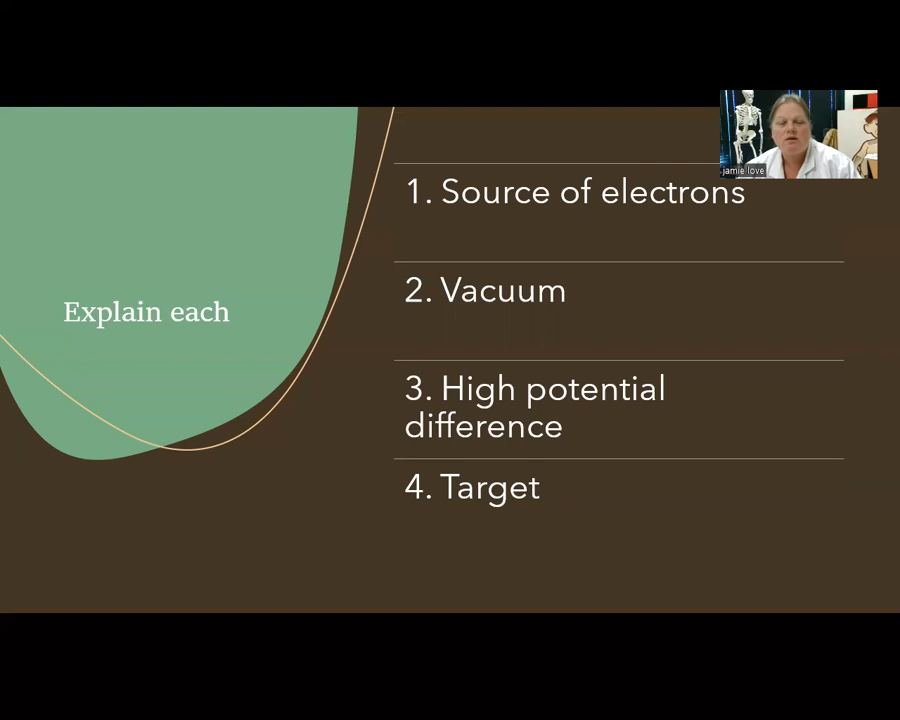 Explain each
jamie love
1. Source of electrons
2. Vacuum
3. High potential
difference
4. Target